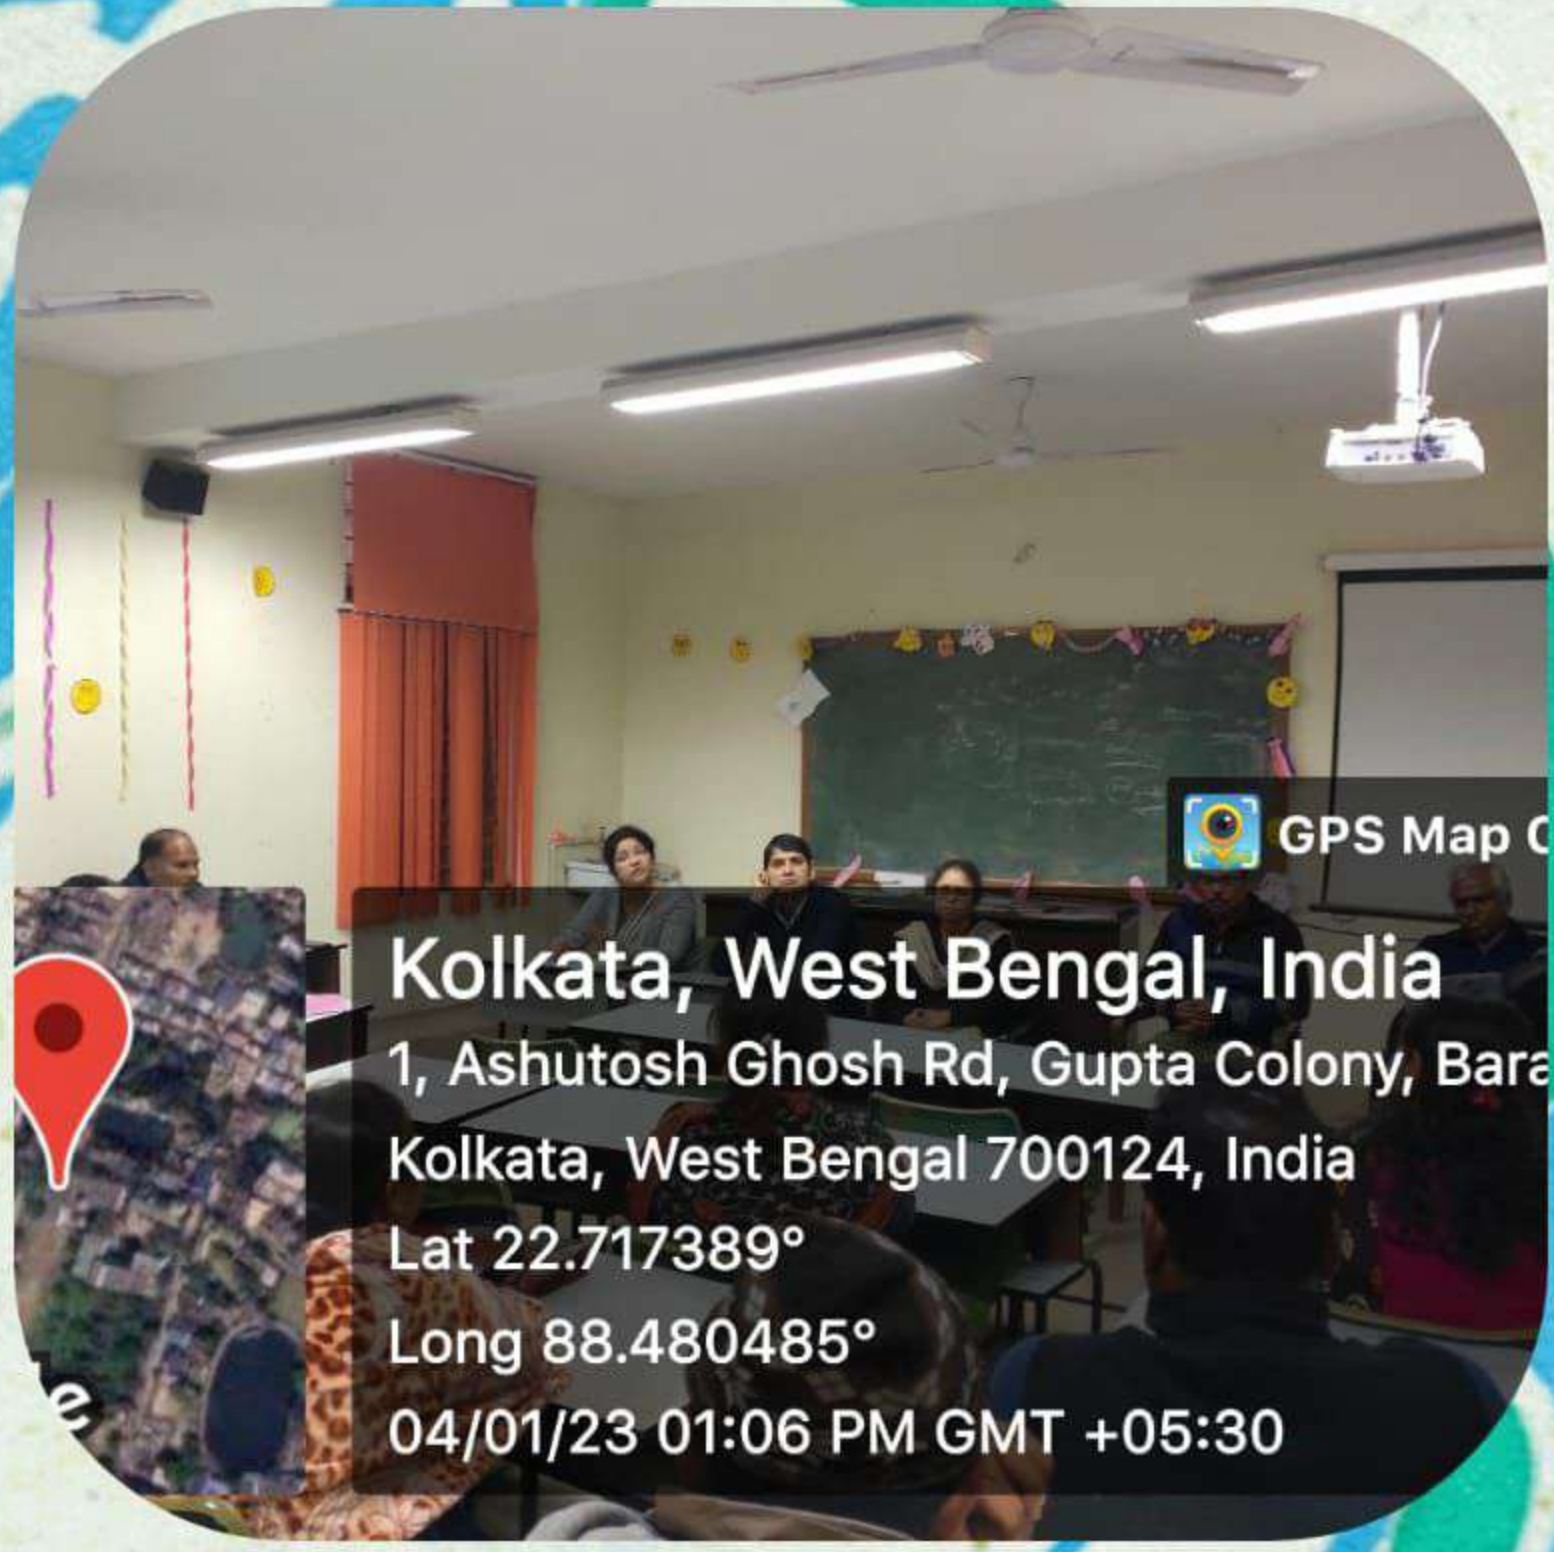 GPS Map
Kolkata, West Bengal, India
1, Ashutosh Ghosh Rd, Gupta Colony,
Kolkata, West Bengal 700124, India
Lat 22.717389°
Long 88.480485°
04/01/23 01:06 PM GMT +05:30